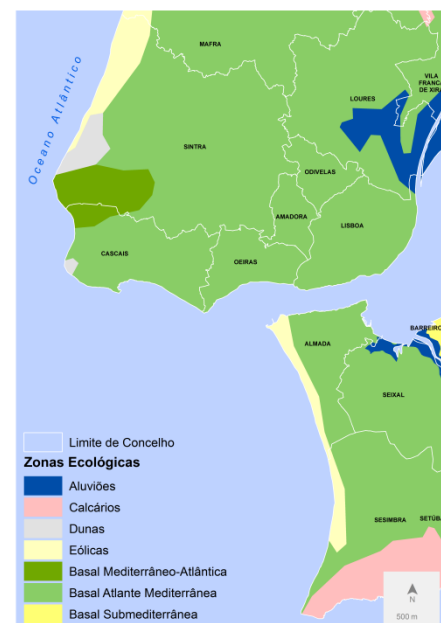 MAFRA
VILA
FRANCA
DE XIRA
LOURES
Oceano Atlântico
SINTRA
ODIVELAS
AMADORA
LISBOA
CASCAIS
OEIRAS
ALMADA
BARREIRO
SEIXAL
SESIMBRA
SETÚB
Limite de Concelho
Zonas Ecológicas
Aluviões
Calcários
Dunas
Eólicas
Basal Mediterrâneo-Atlântica
Basal Atlante Mediterrânea
Basal Submediterrânea
N
500 m